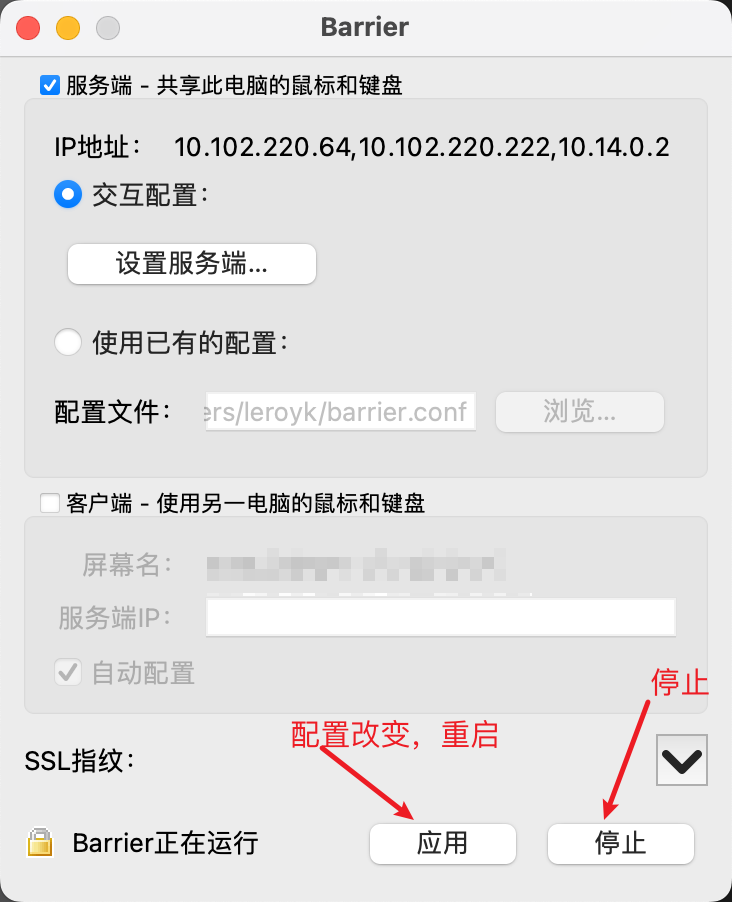 Barrier
服务端 - 共享此电脑的鼠标和键盘
IP地址： 10.102.220.64,10.102.220.222,10.14.0.2
交互配置：
设置服务端...
使用已有的配置：
配置文件： ers/leroyk/barrier.conf 浏览...
客户端 - 使用另一电脑的鼠标和键盘
屏幕名：
服务端IP：
自动配置
停止
配置改变，重启
SSL指纹：
Barrier正在运行 应用 停止